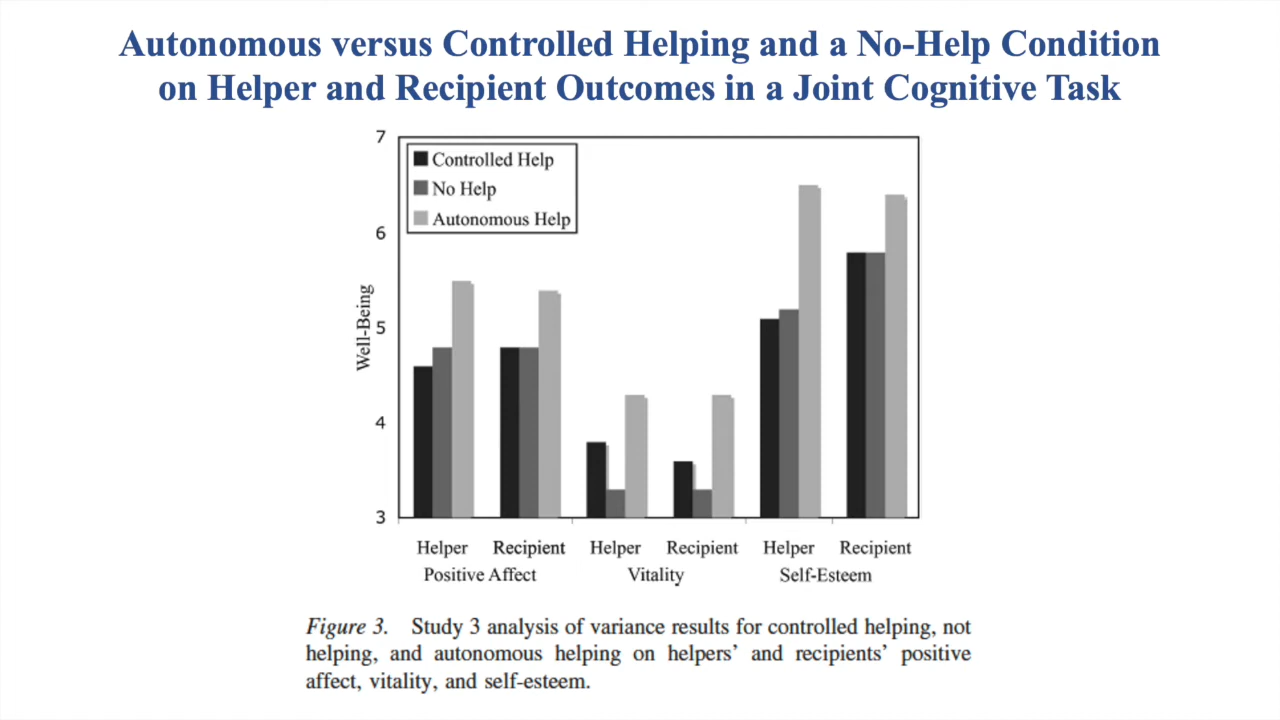 Autonomous versus Controlled Helping and a No-Help Condition
on Helper and Recipient Outcomes in a Joint Cognitive Task
7
Controlled Help
No Help
Autonomous Help
6
5
4
3
Well-Being
Helper Recipient Helper Recipient Helper Recipient
Positive Affect Vitality Self-Esteem
Figure 3. Study 3 analysis of variance results for controlled helping, not
helping, and autonomous helping on helpers’ and recipients’ positive
affect, vitality, and self-esteem.